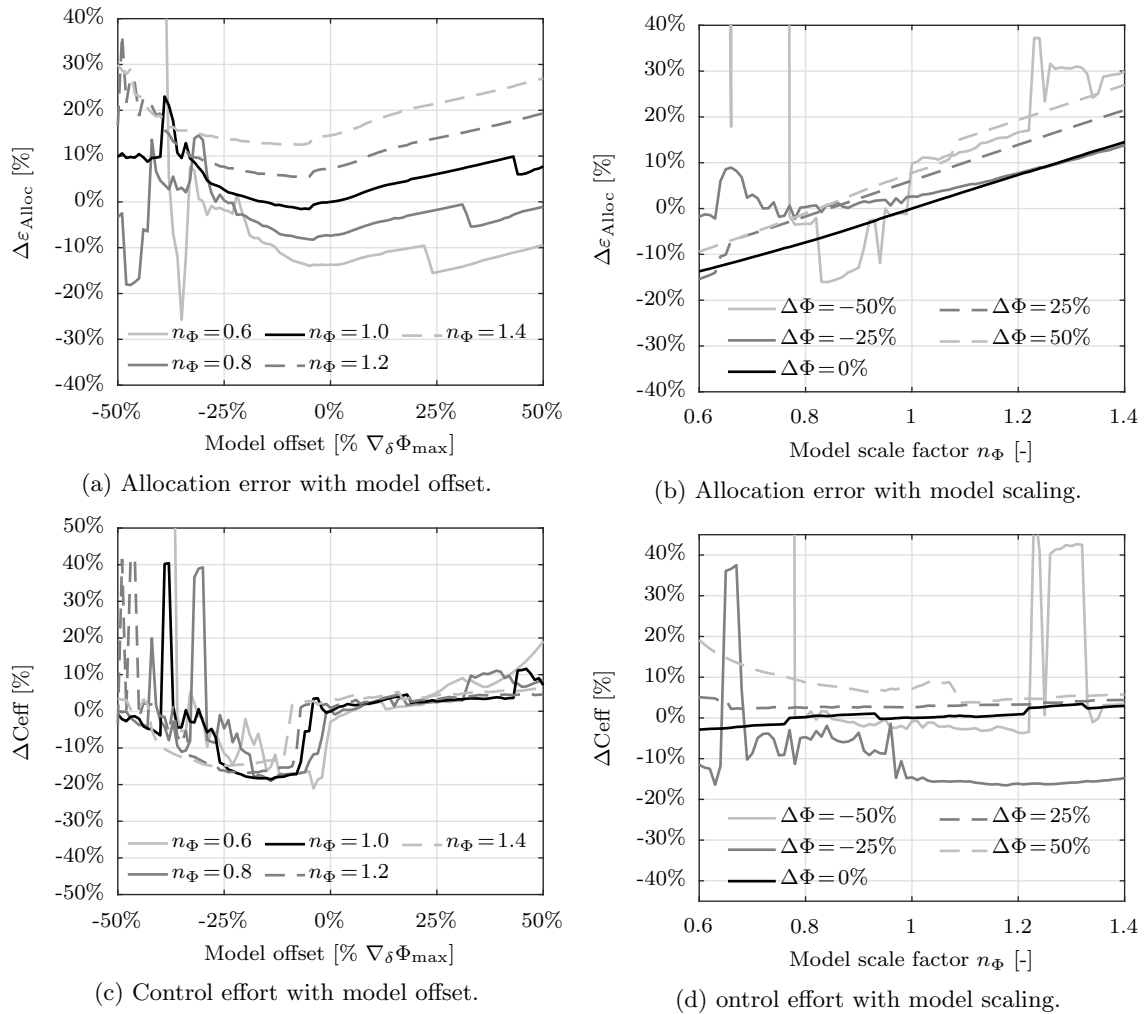 40%
30%
20%
10%
0%
-10%
-20%
-30%
-40%
Δε_Alloc [%]
n_Φ=0.6 n_Φ=1.0 n_Φ=1.4
n_Φ=0.8 n_Φ=1.2
-50% -25% 0% 25% 50%
Model offset [% ∇_δΦ_max]
(a) Allocation error with model offset.
40%
30%
20%
10%
0%
-10%
-20%
-30%
-40%
Δε_Alloc [%]
ΔΦ=−50% ΔΦ=25%
ΔΦ=−25% ΔΦ=50%
ΔΦ=0%
0.6 0.8 1 1.2 1.4
Model scale factor n_Φ [-]
(b) Allocation error with model scaling.
50%
40%
30%
20%
10%
0%
-10%
-20%
-30%
-40%
-50%
ΔCeff [%]
n_Φ=0.6 n_Φ=1.0 n_Φ=1.4
n_Φ=0.8 n_Φ=1.2
-50% -25% 0% 25% 50%
Model offset [% ∇_δΦ_max]
(c) Control effort with model offset.
40%
30%
20%
10%
0%
-10%
-20%
-30%
-40%
ΔCeff [%]
ΔΦ=−50% ΔΦ=25%
ΔΦ=−25% ΔΦ=50%
ΔΦ=0%
0.6 0.8 1 1.2 1.4
Model scale factor n_Φ [-]
(d) ontrol effort with model scaling.